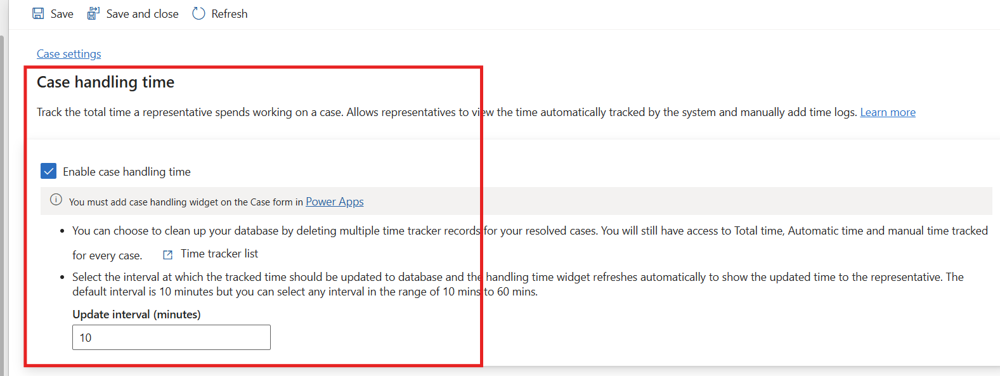 Save Save and close Refresh
Case settings
Case handling time
Track the total time a representative spends working on a case. Allows representatives to view the time automatically tracked by the system and manually add time logs. Learn more
Enable case handling time
You must add case handling widget on the Case form in Power Apps
• You can choose to clean up your database by deleting multiple time tracker records for your resolved cases. You will still have access to Total time, Automatic time and manual time tracked
for every case. Time tracker list
• Select the interval at which the tracked time should be updated to database and the handling time widget refreshes automatically to show the updated time to the representative. The
default interval is 10 minutes but you can select any interval in the range of 10 mins to 60 mins.
Update interval (minutes)
10